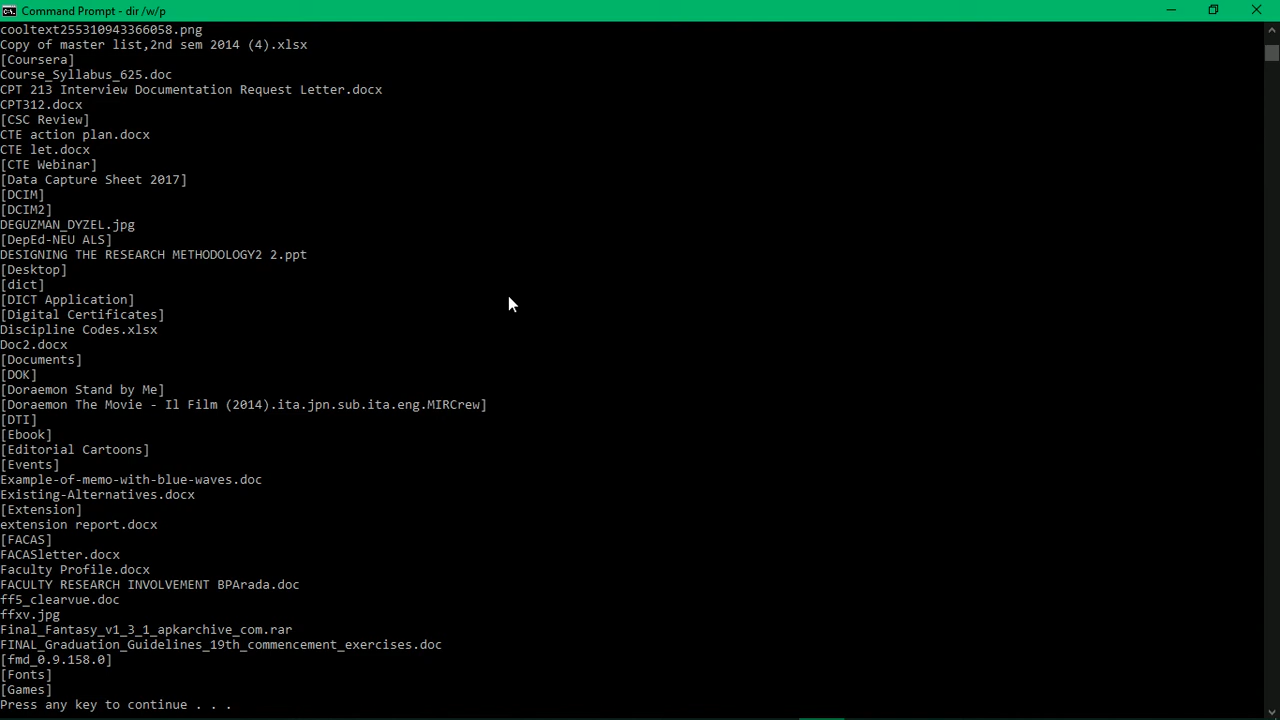 Command Prompt - dir /w/p
cooltext255310943366058.png
Copy of master list,2nd sem 2014 (4).xlsx
[Coursera]
Course_Syllabus_625.doc
CPT 213 Interview Documentation Request Letter.docx
CPT312.docx
[CSC Review]
CTE action plan.docx
CTE let.docx
[CTE Webinar]
[Data Capture Sheet 2017]
[DCIM]
[DCIM2]
DEGUZMAN_DYZEL.jpg
[DepEd-NEU ALS]
DESIGNING THE RESEARCH METHODOLOGY2 2.ppt
[Desktop]
[dict]
[DICT Application]
[Digital Certificates]
Discipline Codes.xlsx
Doc2.docx
[Documents]
[DOK]
[Doraemon Stand by Me]
[Doraemon The Movie - Il Film (2014).ita.jpn.sub.ita.eng.MIRCrew]
[DTI]
[Ebook]
[Editorial Cartoons]
[Events]
Example-of-memo-with-blue-waves.doc
Existing-Alternatives.docx
[Extension]
extension report.docx
[FACAS]
FACASletter.docx
Faculty Profile.docx
FACULTY RESEARCH INVOLVEMENT BPArada.doc
ff5_clearvue.doc
ffxv.jpg
Final_Fantasy_v1_3_1_apkarchive_com.rar
FINAL_Graduation_Guidelines_19th_commencement_exercises.doc
[fmd_0.9.158.0]
[Fonts]
[Games]
Press any key to continue . . .